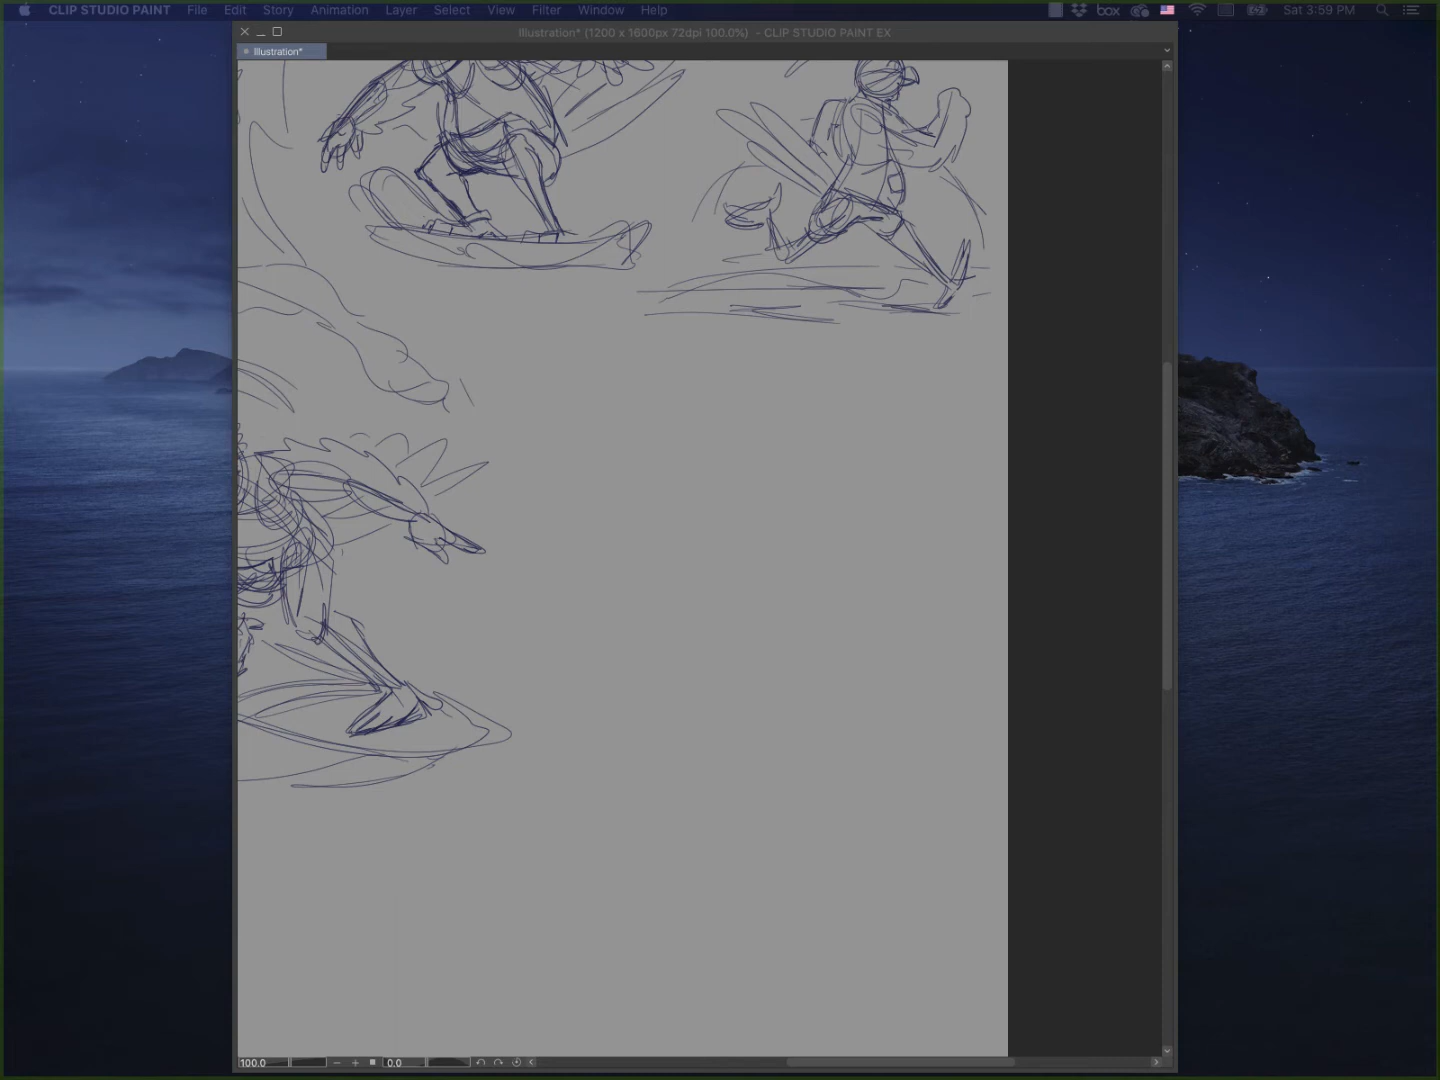 CLIP STUDIO PAINT File Edit Story Animation Layer Select View Filter Window Help box Sat 3:59 PM
Illustration* (1200 x 1600px 72dpi 100.0%) - CLIP STUDIO PAINT EX
Illustration*
100.0 0.0